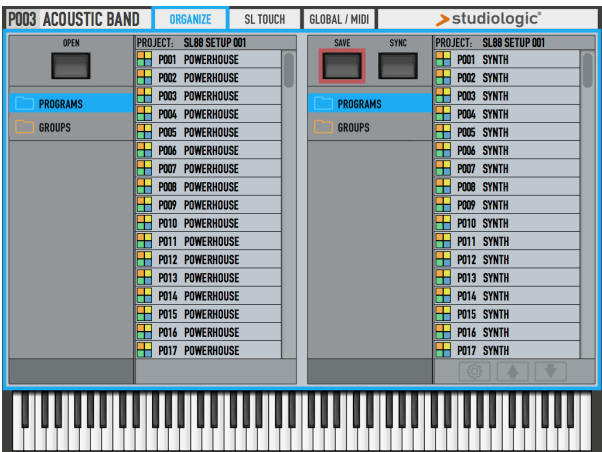 P003 ACOUSTIC BAND ORGANIZE SL TOUCH GLOBAL / MIDI studiologic®
OPEN PROJECT: SL88 SETUP 001 SAVE SYNC PROJECT: SL88 SETUP 001
P001 POWERHOUSE P001 SYNTH
P002 POWERHOUSE P002 SYNTH
PROGRAMS P003 POWERHOUSE PROGRAMS P003 SYNTH
P004 POWERHOUSE P004 SYNTH
GROUPS P005 POWERHOUSE GROUPS P005 SYNTH
P006 POWERHOUSE P006 SYNTH
P007 POWERHOUSE P007 SYNTH
P008 POWERHOUSE P008 SYNTH
P009 POWERHOUSE P009 SYNTH
P010 POWERHOUSE P010 SYNTH
P011 POWERHOUSE P011 SYNTH
P012 POWERHOUSE P012 SYNTH
P013 POWERHOUSE P013 SYNTH
P014 POWERHOUSE P014 SYNTH
P015 POWERHOUSE P015 SYNTH
P016 POWERHOUSE P016 SYNTH
P017 POWERHOUSE P017 SYNTH